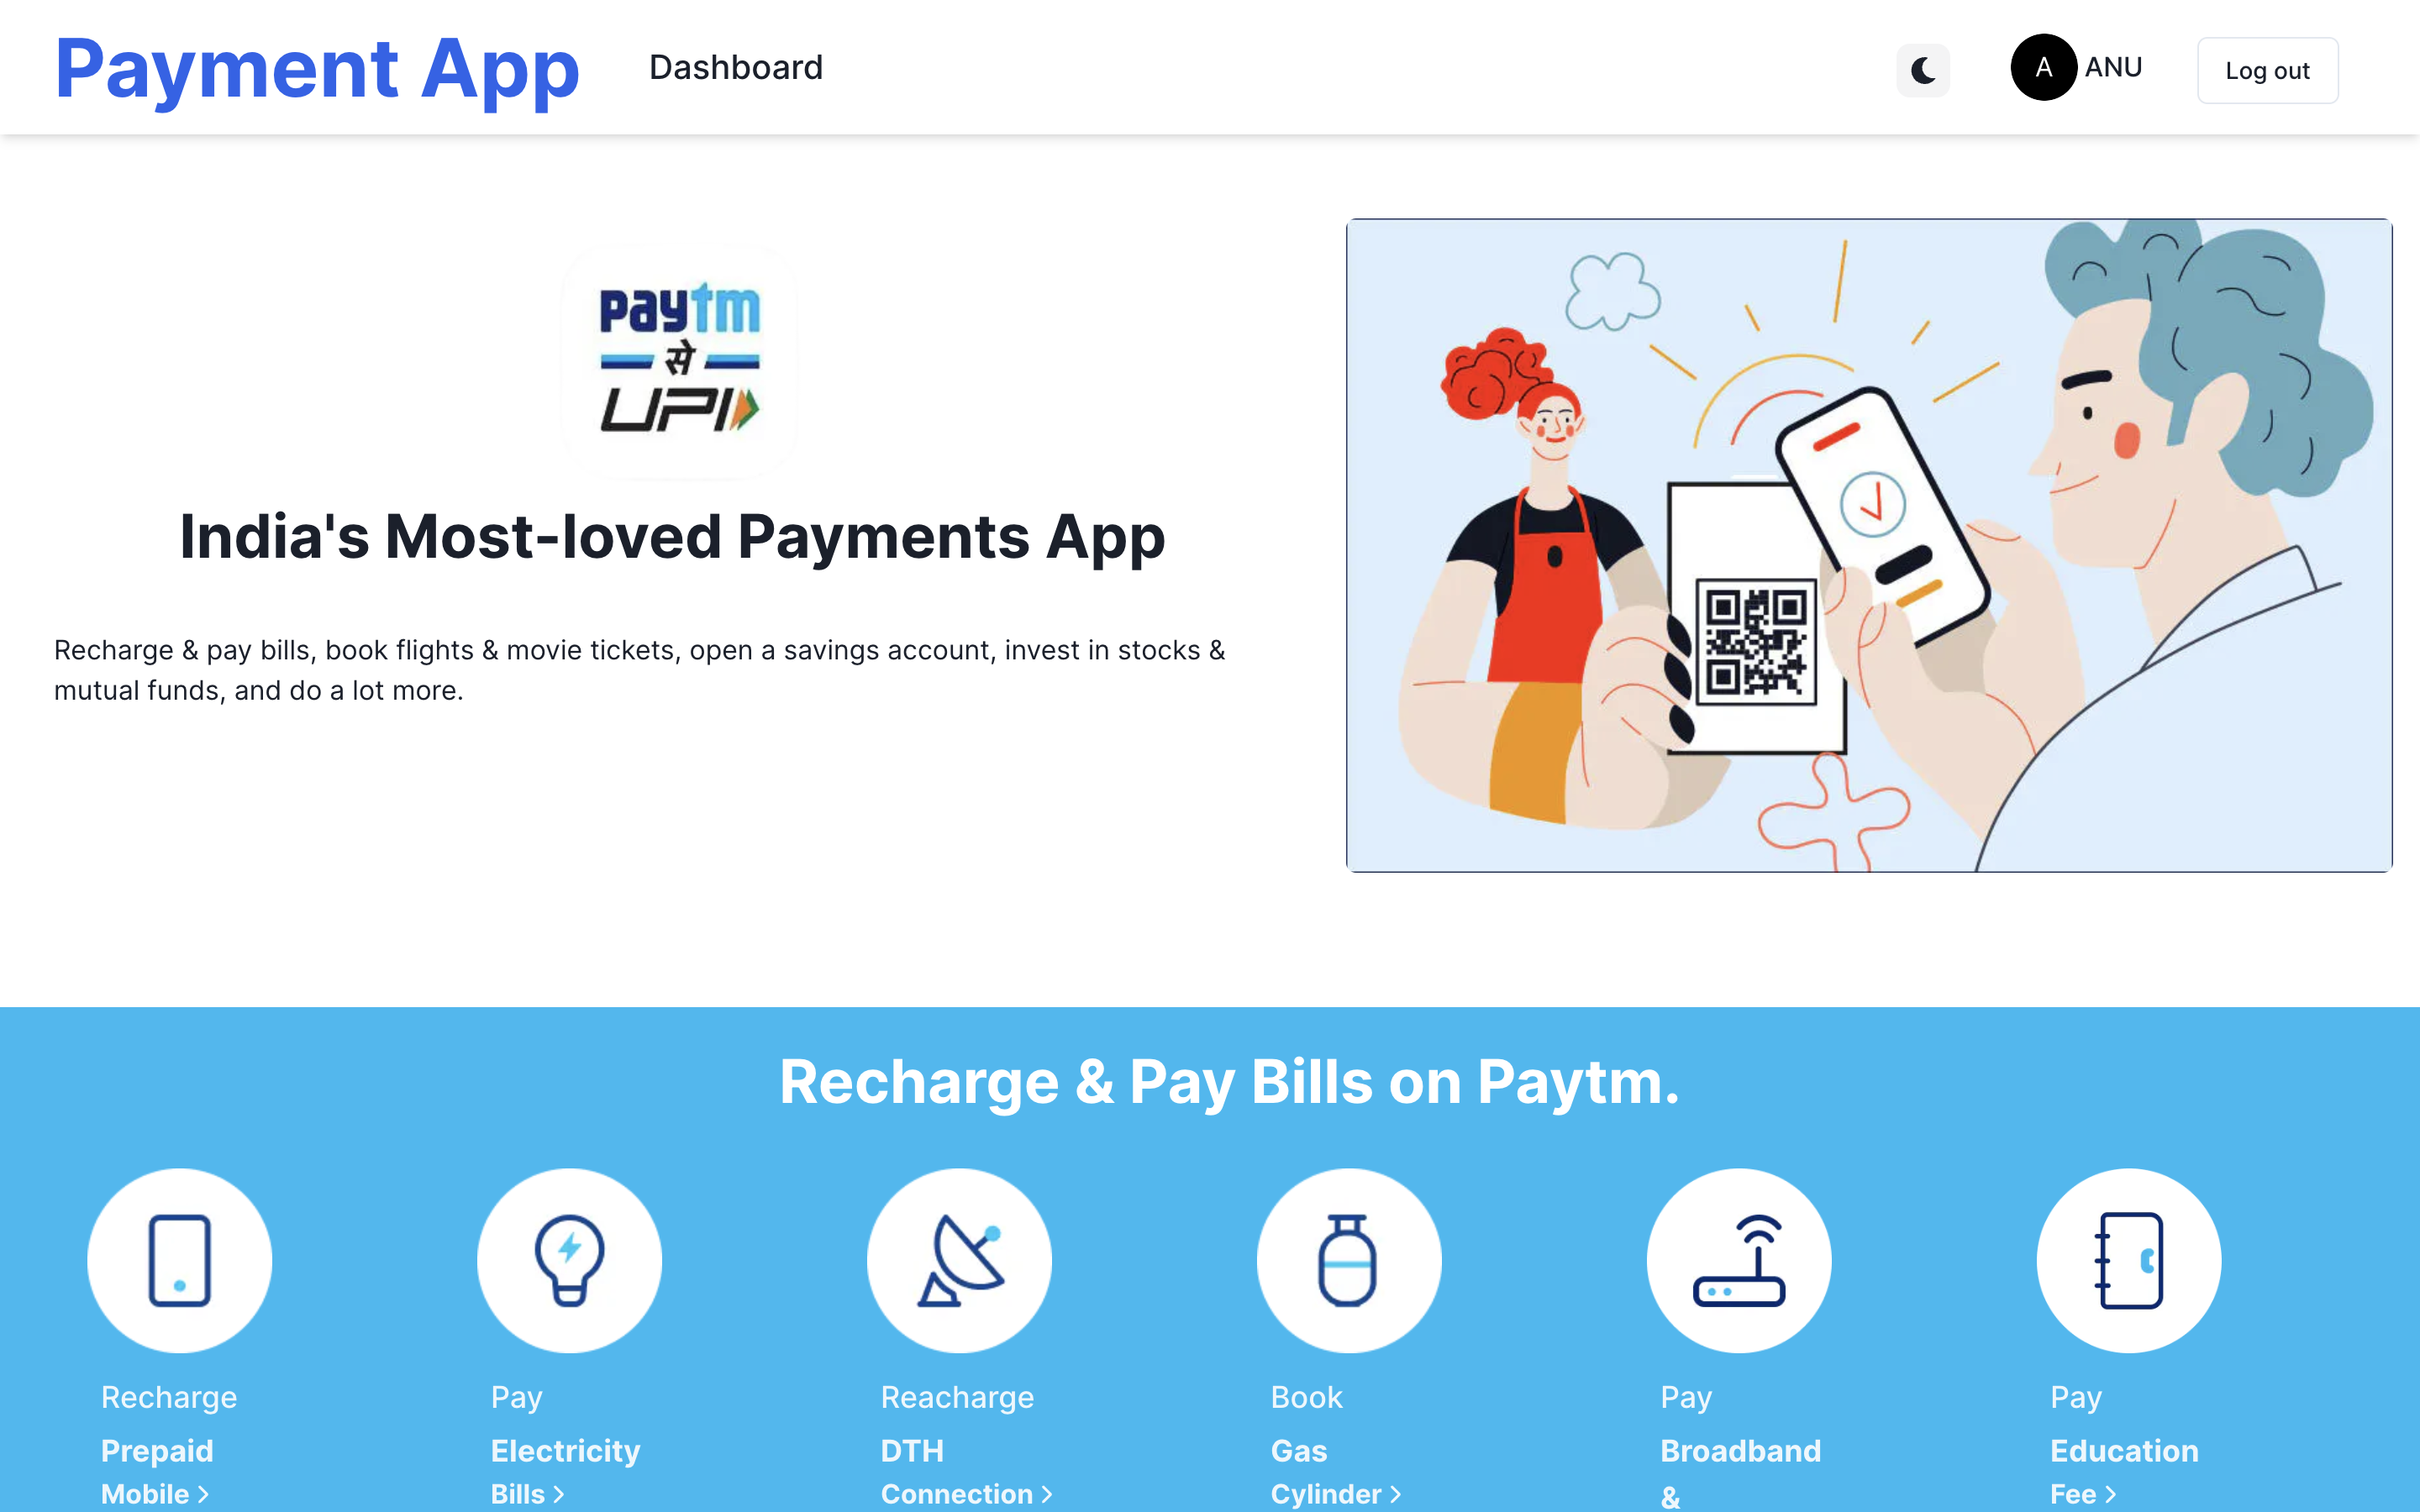 Payment App
Dashboard
A
ANU
Log out
paytm
से
UPI
India's Most-loved Payments App
Recharge & pay bills, book flights & movie tickets, open a savings account, invest in stocks &
mutual funds, and do a lot more.
Recharge & Pay Bills on Paytm.
Recharge
Prepaid
Mobile >
Pay
Electricity
Bills >
Reacharge
DTH
Connection >
Book
Gas
Cylinder >
Pay
Broadband
&
Pay
Education
Fee >